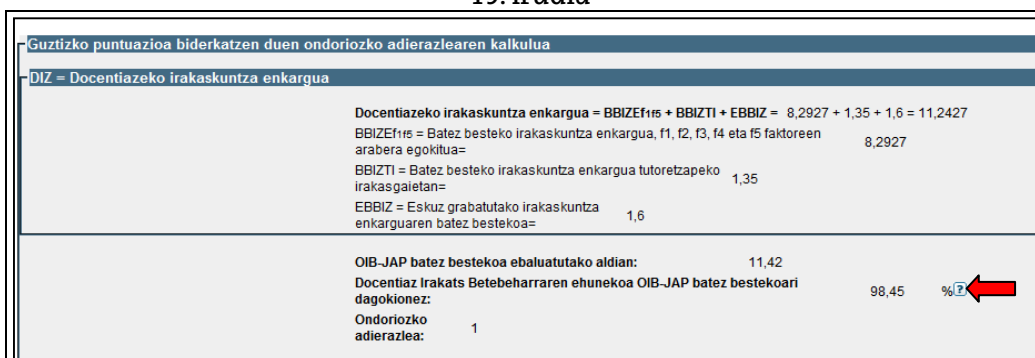 19. irudia
Guztizko puntuazioa biderkatzen duen ondoriozko adierazlearen kalkulua
DIZ = Docentiazeko irakaskuntza enkargua
Docentiazeko irakaskuntza enkargua = BBIZEf1f5 + BBIZTI + EBBIZ = 8,2927 + 1,35 + 1,6 = 11,2427
BBIZEf1f5 = Batez besteko irakaskuntza enkargua, f1, f2, f3, f4 eta f5 faktoreen
arabera egokitua= 8,2927
BBIZTI = Batez besteko irakaskuntza enkargua tutoretzapeko
irakasgaietan= 1,35
EBBIZ = Eskuz grabatutako irakaskuntza
enkarguaren batez bestekoa= 1,6
OIB-JAP batez bestekoa ebaluatutako aldian: 11,42
Docentiaz Irakats Betebeharraren ehunekoa OIB-JAP batez bestekoari
dagokionez: 98,45 % ?
Ondoriozko
adierazlea: 1